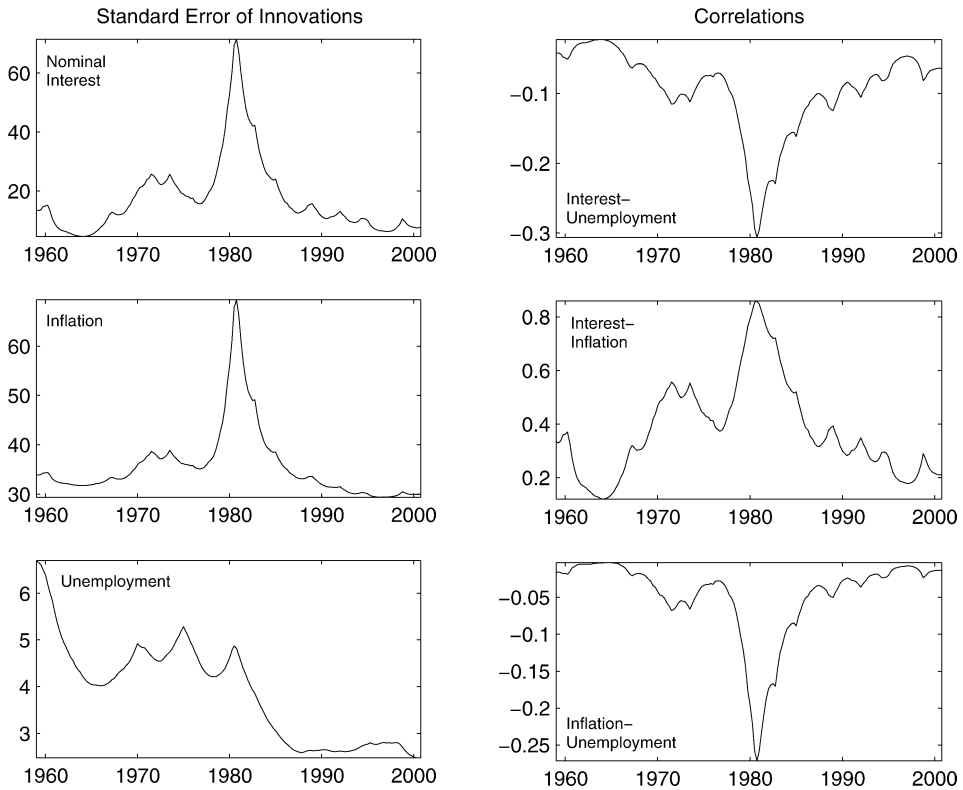 Standard Error of Innovations
Correlations
Nominal
Interest
60
40
20
1960 1970 1980 1990 2000
Interest–
Unemployment
−0.1
−0.2
−0.3
1960 1970 1980 1990 2000
Inflation
60
50
40
30
1960 1970 1980 1990 2000
Interest–
Inflation
0.8
0.6
0.4
0.2
1960 1970 1980 1990 2000
Unemployment
6
5
4
3
1960 1970 1980 1990 2000
Inflation–
Unemployment
−0.05
−0.1
−0.15
−0.2
−0.25
1960 1970 1980 1990 2000